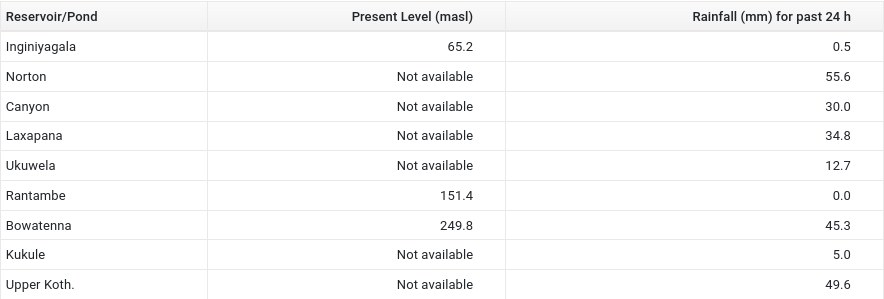 Reservoir/Pond Present Level (masl) Rainfall (mm) for past 24 h
Inginiyagala 65.2 0.5
Norton Not available 55.6
Canyon Not available 30.0
Laxapana Not available 34.8
Ukuwela Not available 12.7
Rantambe 151.4 0.0
Bowatenna 249.8 45.3
Kukule Not available 5.0
Upper Koth. Not available 49.6